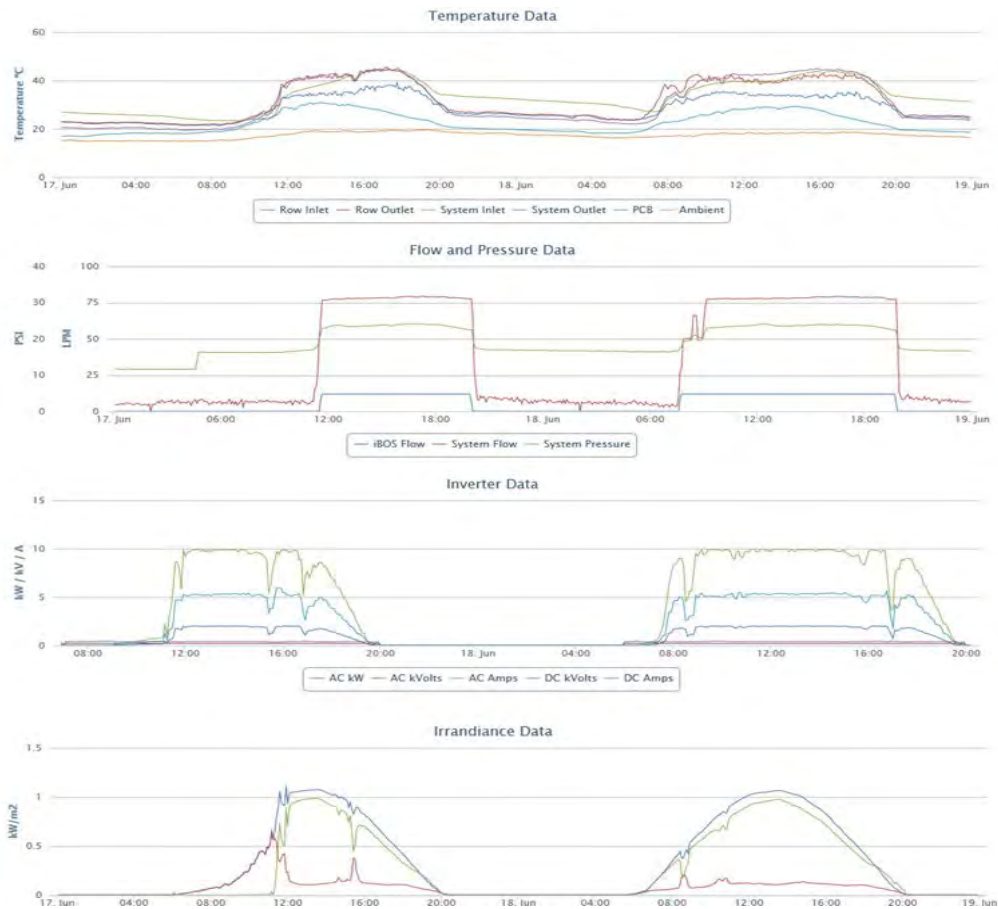 Temperature Data
60
40
20
0
Temperature °C
17. Jun 04:00 08:00 12:00 16:00 20:00 18. Jun 04:00 08:00 12:00 16:00 20:00 19. Jun
Row Inlet Row Outlet System Inlet System Outlet PCB Ambient
Flow and Pressure Data
40 100
30 75
20 50
10 25
0 0
PSI
LPM
17. Jun 06:00 12:00 18:00 18. Jun 06:00 12:00 18:00 19. Jun
iBOS Flow System Flow System Pressure
Inverter Data
15
10
5
0
kW / kV / A
08:00 12:00 16:00 20:00 18. Jun 04:00 08:00 12:00 16:00 20:00
AC kW AC kVolts AC Amps DC kVolts DC Amps
Irrandiance Data
1.5
1
0.5
0
kW/m2
17. Jun 04:00 08:00 12:00 16:00 20:00 18. Jun 04:00 08:00 12:00 16:00 20:00 19. Jun